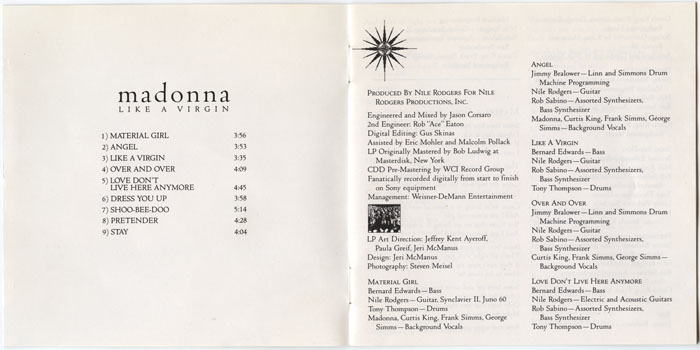 madonna
LIKE A VIRGIN
1) MATERIAL GIRL 3:56
2) ANGEL 3:53
3) LIKE A VIRGIN 3:35
4) OVER AND OVER 4:09
5) LOVE DON'T
LIVE HERE ANYMORE 4:45
6) DRESS YOU UP 3:58
7) SHOO-BEE-DOO 5:14
8) PRETENDER 4:28
9) STAY 4:04
PRODUCED BY NILE RODGERS FOR NILE
RODGERS PRODUCTIONS, INC.
Engineered and Mixed by Jason Corsaro
2nd Engineer: Rob "Ace" Eaton
Digital Editing: Gus Skinas
Assisted by Eric Mohler and Malcolm Pollack
LP Originally Mastered by Bob Ludwig at
Masterdisk, New York
CDD Pre-Mastering by WCI Record Group
Fanatically recorded digitally from start to finish
on Sony equipment
Management: Weisner-DeMann Entertainment
LP Art Direction: Jeffrey Kent Ayeroff,
Paula Greif, Jeri McManus
Design: Jeri McManus
Photography: Steven Meisel
MATERIAL GIRL
Bernard Edwards—Bass
Nile Rodgers—Guitar, Synclavier II, Juno 60
Tony Thompson—Drums
Madonna, Curtis King, Frank Simms, George
Simms—Background Vocals
ANGEL
Jimmy Bralower—Linn and Simmons Drum
Machine Programming
Nile Rodgers—Guitar
Rob Sabino—Assorted Synthesizers,
Bass Synthesizer
Madonna, Curtis King, Frank Simms, George
Simms—Background Vocals
LIKE A VIRGIN
Bernard Edwards—Bass
Nile Rodgers—Guitar
Rob Sabino—Assorted Synthesizers,
Bass Synthesizer
Tony Thompson—Drums
OVER AND OVER
Jimmy Bralower—Linn and Simmons Drum
Machine Programming
Nile Rodgers—Guitar
Rob Sabino—Assorted Synthesizers,
Bass Synthesizer
Curtis King, Frank Simms, George Simms—
Background Vocals
LOVE DON'T LIVE HERE ANYMORE
Bernard Edwards—Bass
Nile Rodgers—Electric and Acoustic Guitars
Rob Sabino—Assorted Synthesizers,
Bass Synthesizer
Tony Thompson—Drums